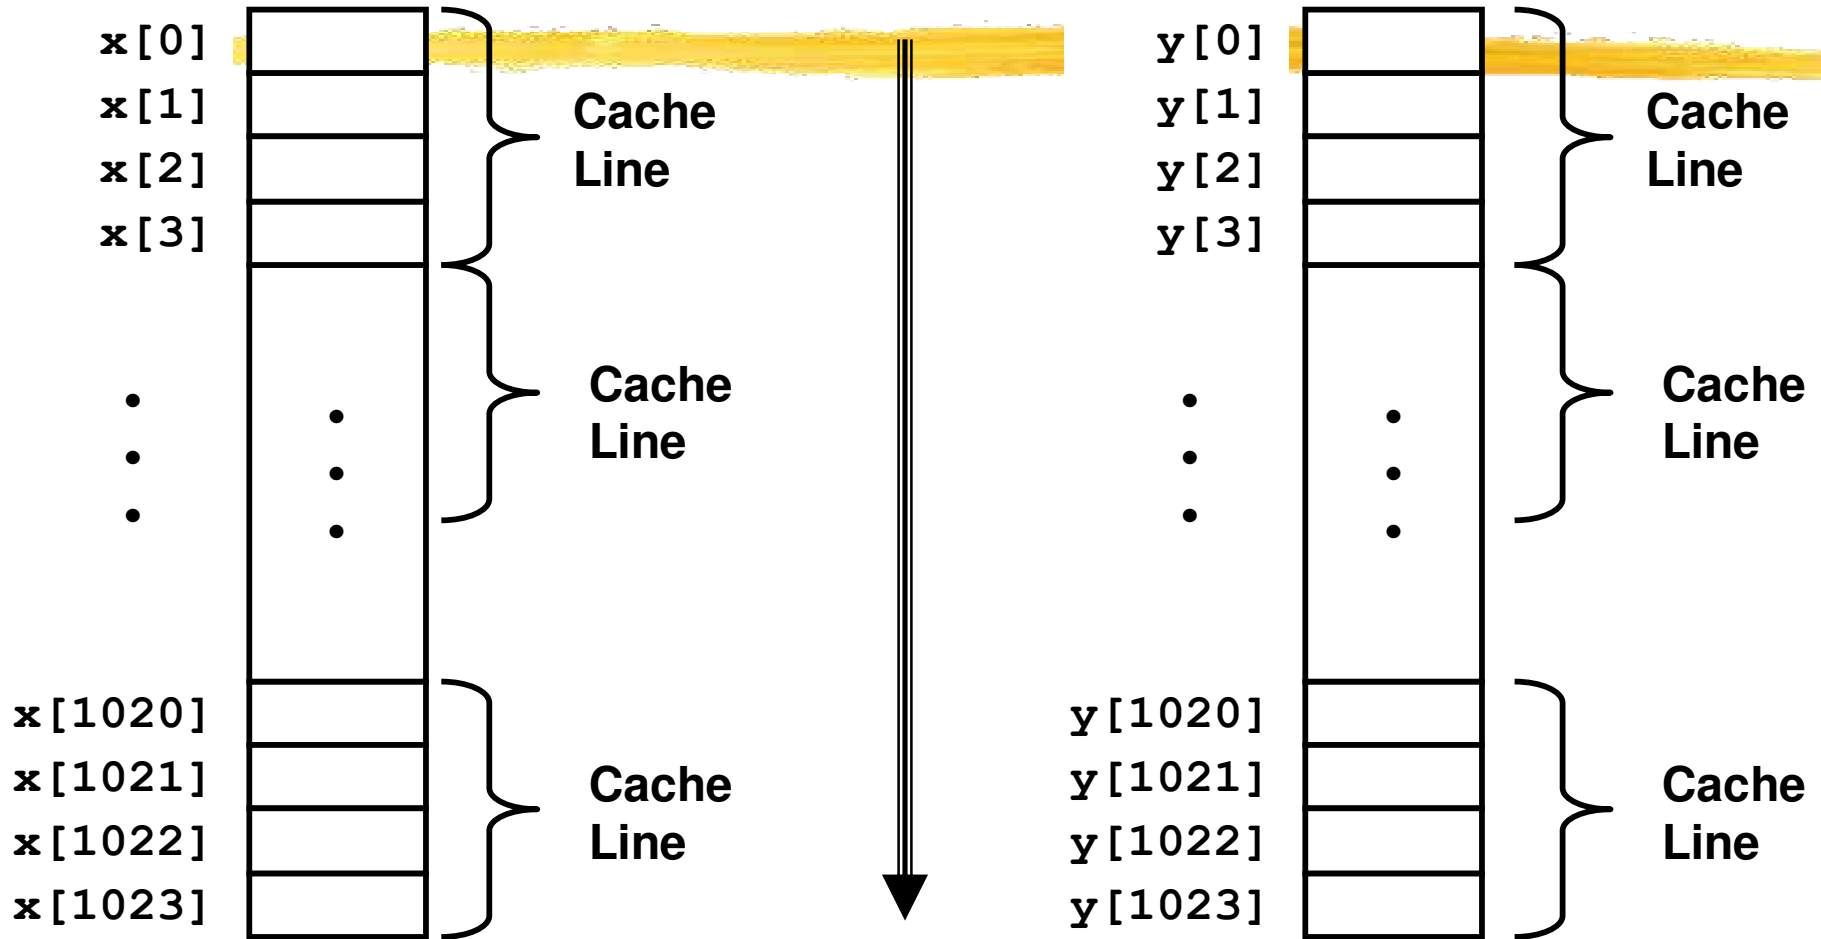 x[0]
x[1]
x[2]
x[3]
Cache
Line
Cache
Line
x[1020]
x[1021]
x[1022]
x[1023]
Cache
Line
y[0]
y[1]
y[2]
y[3]
Cache
Line
Cache
Line
y[1020]
y[1021]
y[1022]
y[1023]
Cache
Line